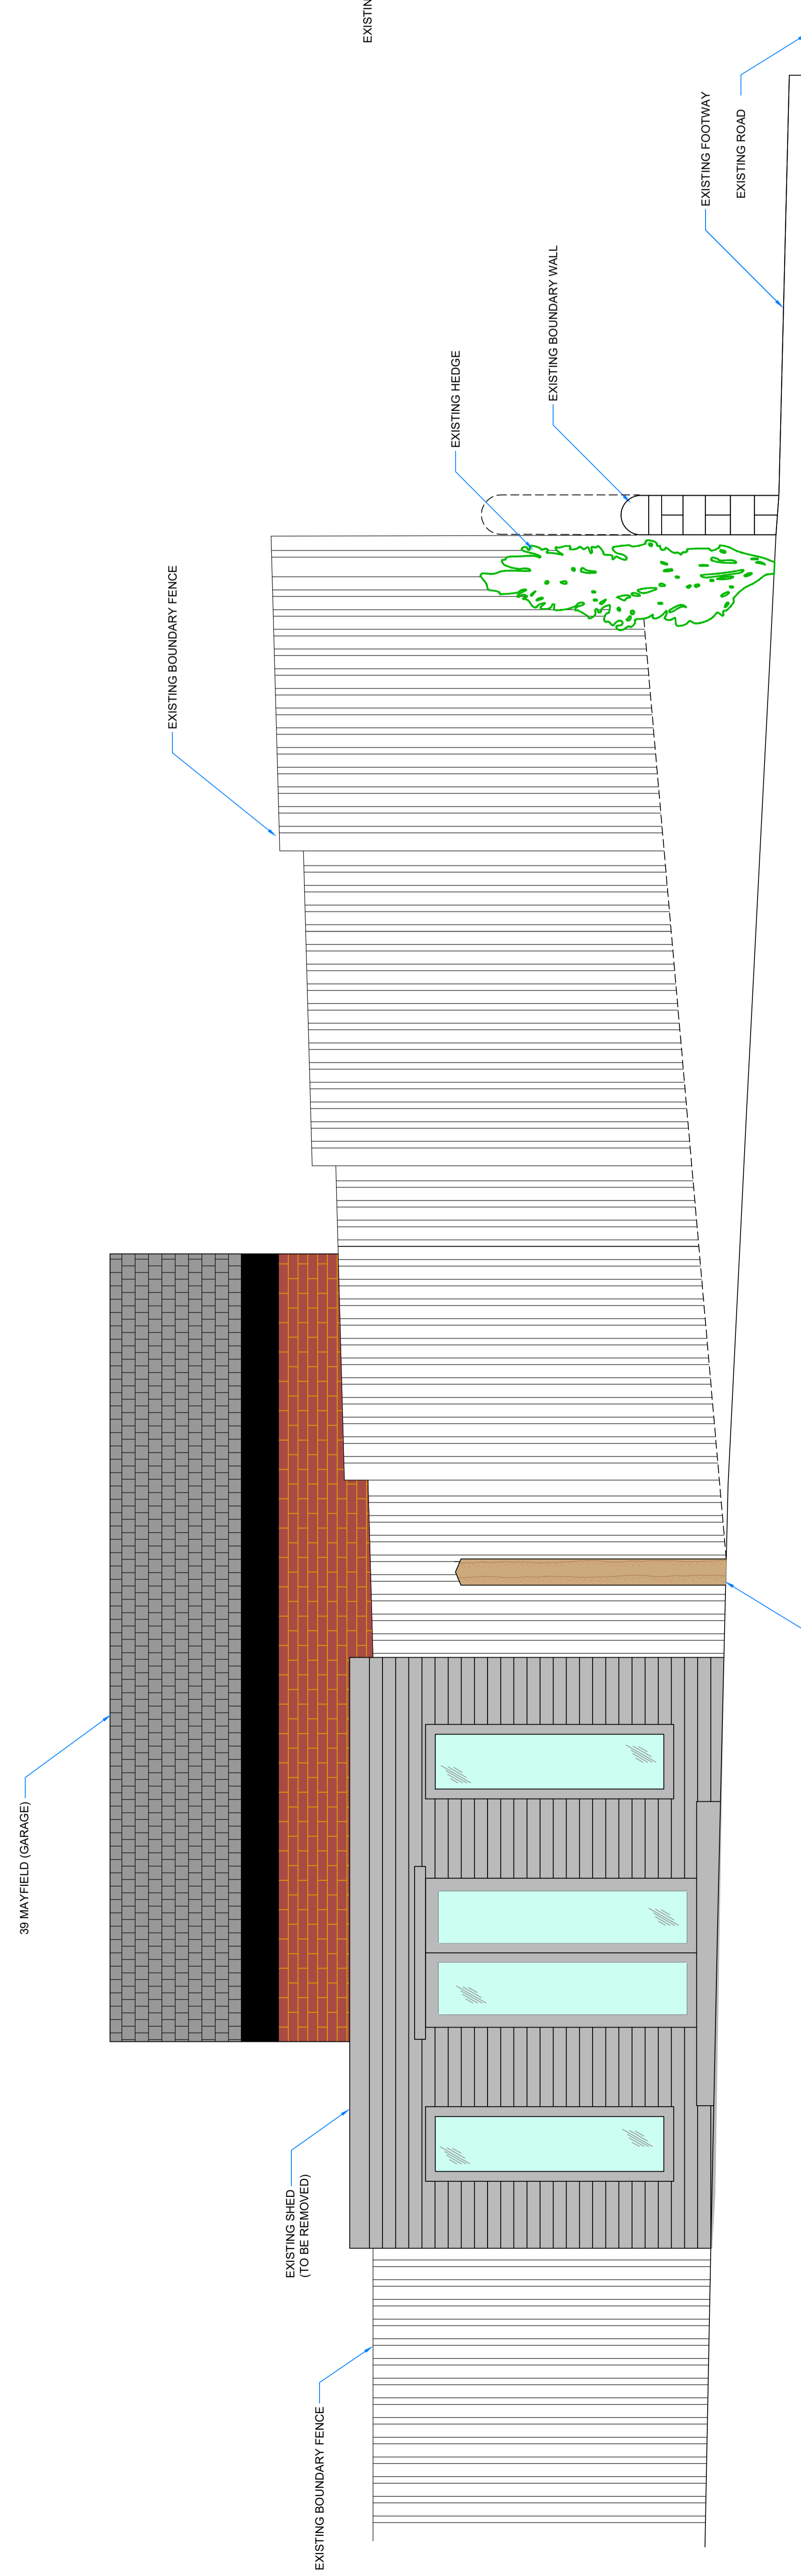 EXISTING BOUNDARY FENCE
EXISTING SHED
(TO BE REMOVED)
39 MAYFIELD (GARAGE)
EXISTING BOUNDARY FENCE
EXISTING HEDGE
EXISTING BOUNDARY WALL
EXISTING FOOTWAY
EXISTING ROAD